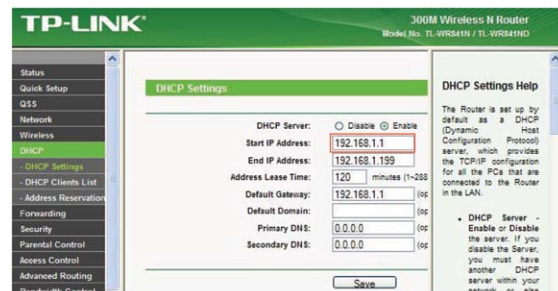 TP-LINK®
300M Wireless N Router
Model No. TL-WR841N / TL-WR841ND
Status
Quick Setup
QSS
Network
Wireless
DHCP
- DHCP Settings
- DHCP Clients List
- Address Reservation
Forwarding
Security
Parental Control
Access Control
Advanced Routing
Bandwidth Control
DHCP Settings
DHCP Server: Disable Enable
Start IP Address: 192.168.1.1
End IP Address: 192.168.1.199
Address Lease Time: 120 minutes (1~288
Default Gateway: 192.168.1.1 (op
Default Domain: (op
Primary DNS: 0.0.0.0 (op
Secondary DNS: 0.0.0.0 (op
Save
DHCP Settings Help
The Router is set up by
default as a DHCP
(Dynamic Host
Configuration Protocol)
server, which provides
the TCP/IP configuration
for all the PCs that are
connected to the Router
in the LAN.
• DHCP Server -
Enable or Disable
the server. If you
disable the Server,
you must have
another DHCP
server within your
network or else